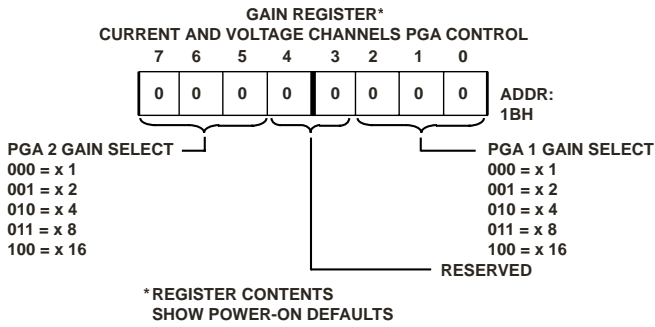 GAIN REGISTER*
CURRENT AND VOLTAGE CHANNELS PGA CONTROL
7 6 5 4 3 2 1 0
0 0 0 0 0 0 0 0
ADDR:
1BH
PGA 2 GAIN SELECT
000 = x 1
001 = x 2
010 = x 4
011 = x 8
100 = x 16
PGA 1 GAIN SELECT
000 = x 1
001 = x 2
010 = x 4
011 = x 8
100 = x 16
RESERVED
*REGISTER CONTENTS
SHOW POWER-ON DEFAULTS